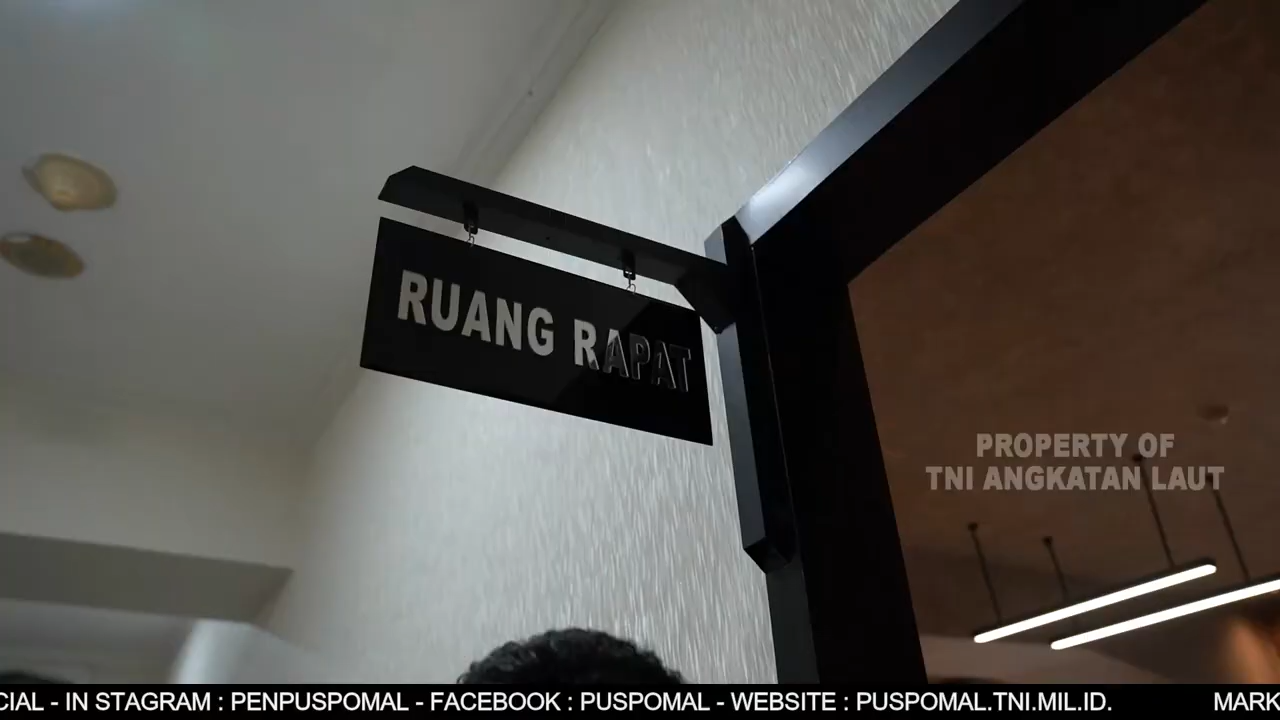 RUANG RAPAT
PROPERTY OF
TNI ANGKATAN LAUT
CIAL - IN STAGRAM : PENPUSPOMAL - FACEBOOK : PUSPOMAL - WEBSITE : PUSPOMAL.TNI.MIL.ID. MARK